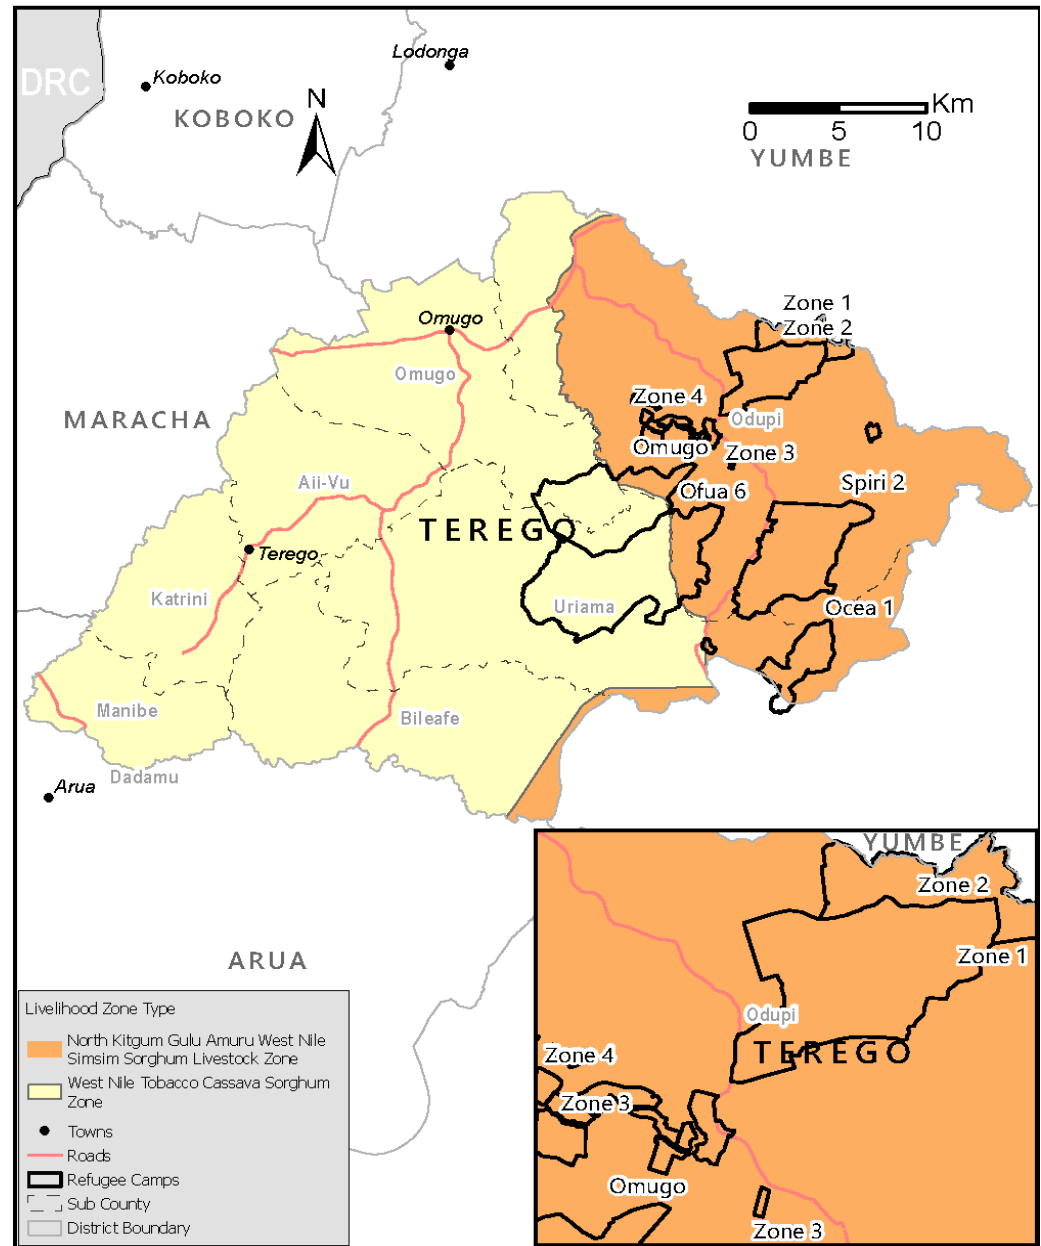 Lodonga
DRC
Koboko
KOBOKO
N
Km
0 5 10
YUMBE
Zone 1
Zone 2
Omugo
Omugo
Zone 4
MARACHA
Odupi
Omugo
Zone 3
Aii-Vu
Spiri 2
Ofua 6
TEREGO
Terego
Katrini
Uriama
Ocea 1
Manibe
Bileafe
Dadamu
Arua
YUMBE
Zone 2
ARUA
Zone 1
Livelihood Zone Type
North Kitgum Gulu Amuru West Nile
Simsim Sorghum Livestock Zone
West Nile Tobacco Cassava Sorghum
Zone
Towns
Roads
Refugee Camps
Sub County
District Boundary
Odupi
TEREGO
Zone 4
Zone 3
Omugo
Zone 3